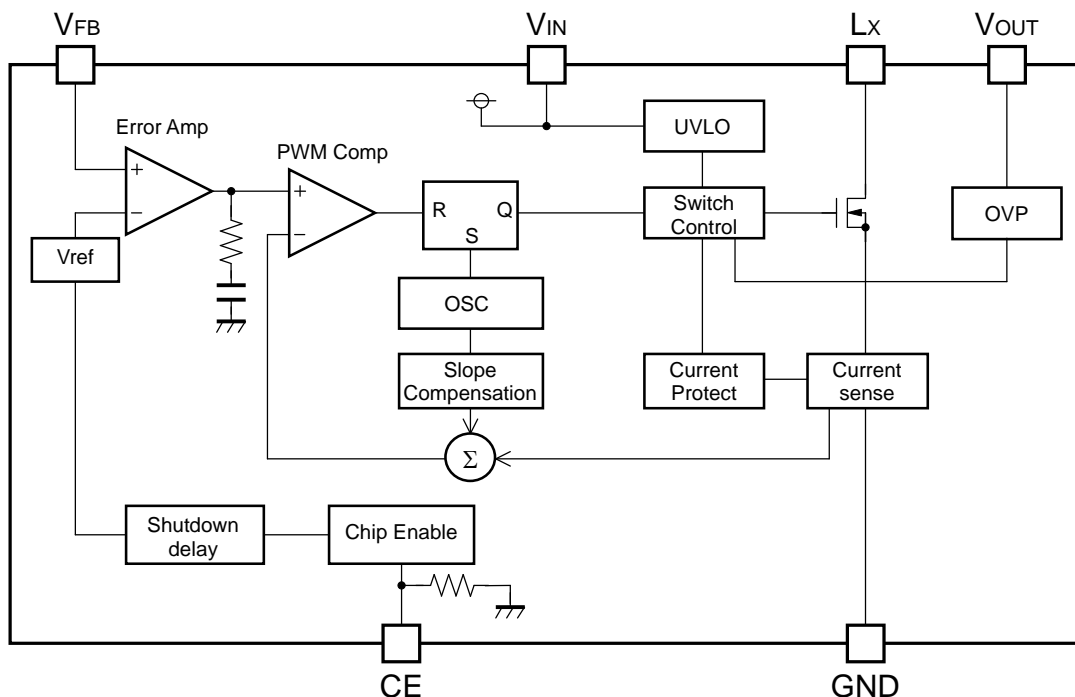 VFB
VIN
LX
VOUT
Error Amp
PWM Comp
UVLO
+
−
+
−
R
Q
S
Switch
Control
OVP
Vref
OSC
Slope
Compensation
Current
Protect
Current
sense
Σ
Shutdown
delay
Chip Enable
CE
GND